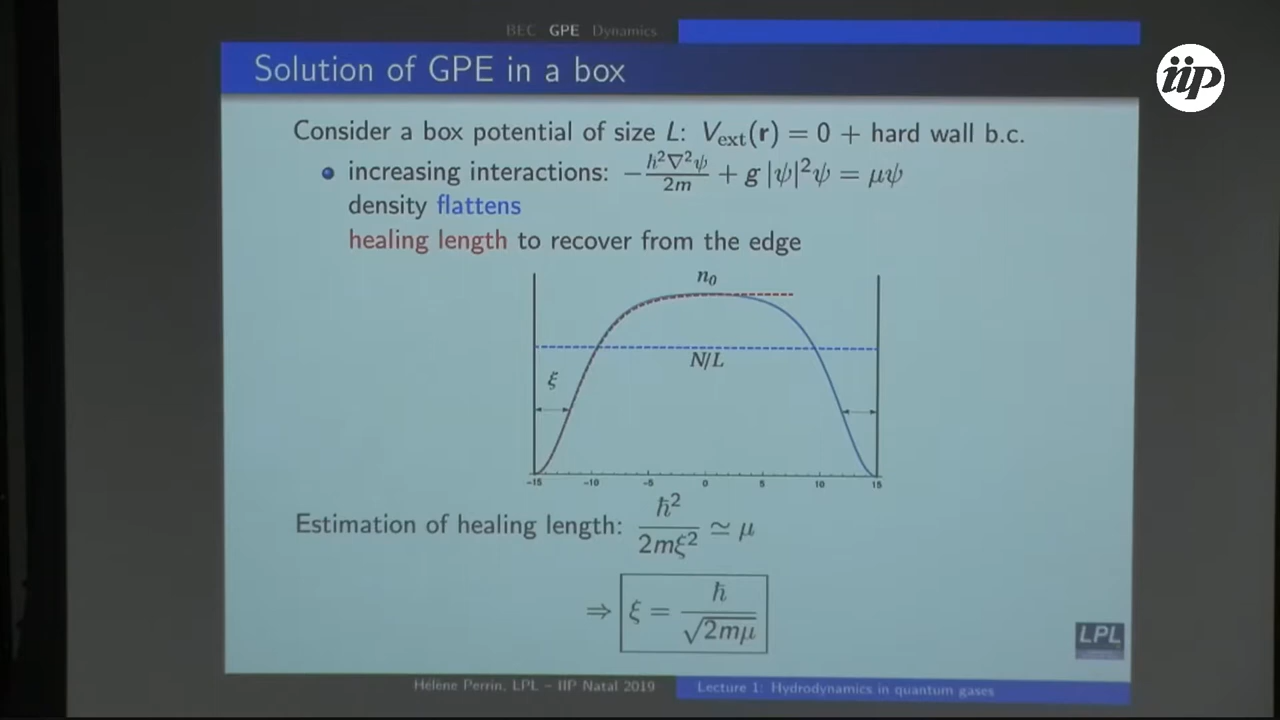 BEC GPE Dynamics
iip
Solution of GPE in a box
Consider a box potential of size L: V_ext(r) = 0 + hard wall b.c.
• increasing interactions: −ħ²∇²ψ/2m + g |ψ|²ψ = μψ
density flattens
healing length to recover from the edge
n₀
N/L
ξ
-15 -10 -5 0 5 10 15
Estimation of healing length: ħ²/2mξ² ≃ μ
⇒ ξ = ħ/√2mμ
LPL
Hélène Perrin, LPL – IIP Natal 2019 Lecture 1: Hydrodynamics in quantum gases